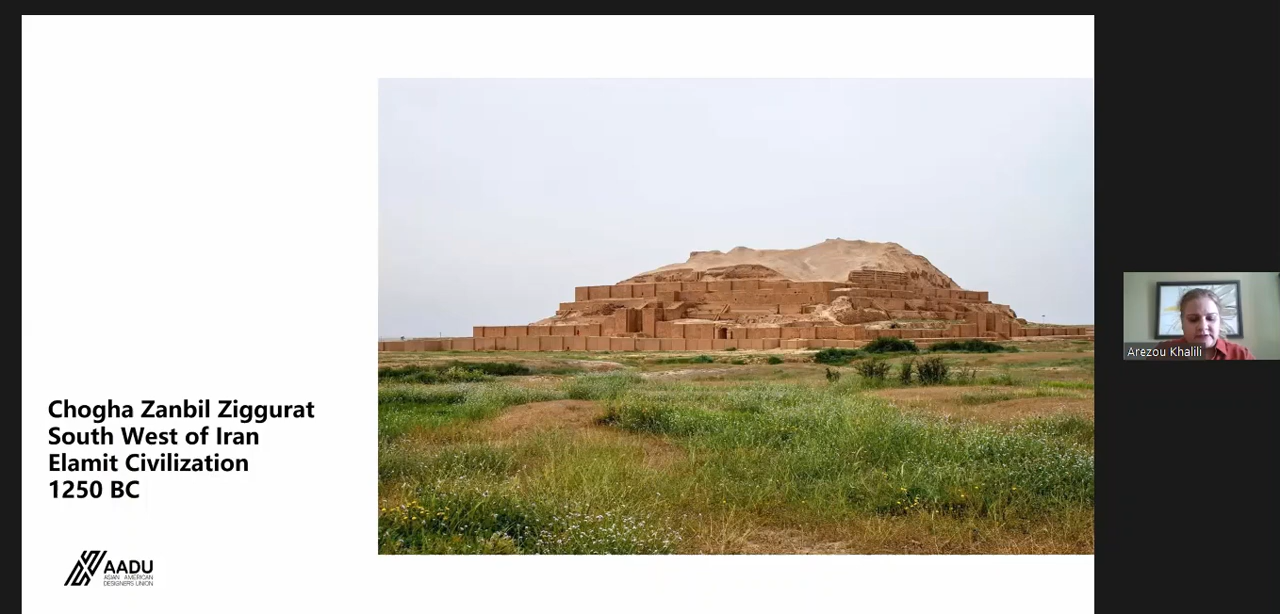 Chogha Zanbil Ziggurat
South West of Iran
Elamit Civilization
1250 BC
AADU
ASIAN AMERICAN
DESIGNERS UNION
Arezou Khalili